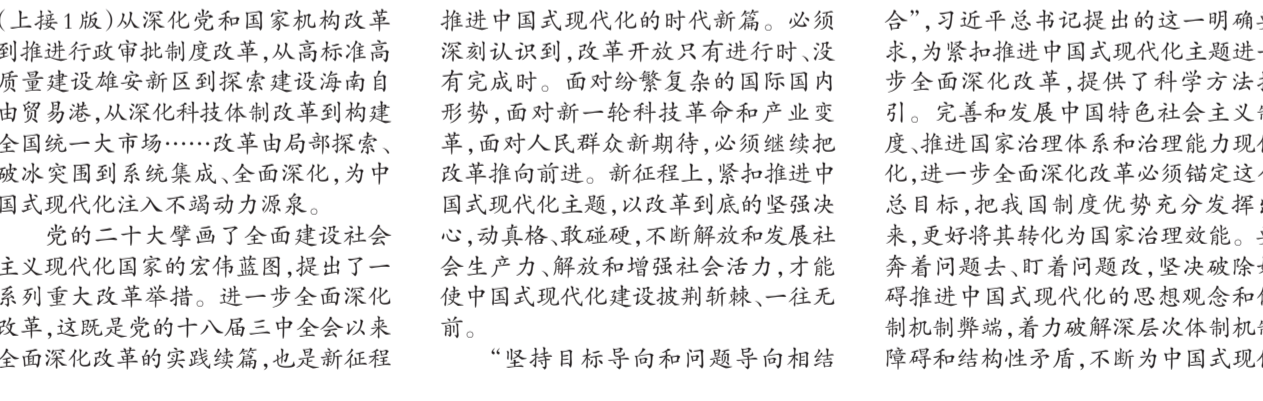 (上接1版)从深化党和国家机构改革
到推进行政审批制度改革,从高标准高
质量建设雄安新区到探索建设海南自
由贸易港,从深化科技体制改革到构建
全国统一大市场……改革由局部探索、
破冰突围到系统集成、全面深化,为中
国式现代化注入不竭动力源泉。
党的二十大擘画了全面建设社会
主义现代化国家的宏伟蓝图,提出了一
系列重大改革举措。进一步全面深化
改革,这既是党的十八届三中全会以来
全面深化改革的实践续篇,也是新征程
推进中国式现代化的时代新篇。必须
深刻认识到,改革开放只有进行时、没
有完成时。面对纷繁复杂的国际国内
形势,面对新一轮科技革命和产业变
革,面对人民群众新期待,必须继续把
改革推向前进。新征程上,紧扣推进中
国式现代化主题,以改革到底的坚强决
心,动真格、敢碰硬,不断解放和发展社
会生产力、解放和增强社会活力,才能
使中国式现代化建设披荆斩棘、一往无
前。
“坚持目标导向和问题导向相结
合”,习近平总书记提出的这一明确
求,为紧扣推进中国式现代化主题进一
步全面深化改革,提供了科学方法
引。完善和发展中国特色社会主义
度、推进国家治理体系和治理能力现代
化,进一步全面深化改革必须锚定这个
总目标,把我国制度优势充分发挥
来,更好将其转化为国家治理效能。
奔着问题去、盯着问题改,坚决破除
碍推进中国式现代化的思想观念和
制机制弊端,着力破解深层次体制机制
障碍和结构性矛盾,不断为中国式现代